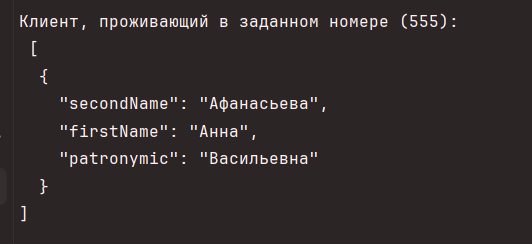 Клиент, проживающий в заданном номере (555):
[
{
"secondName": "Афанасьева",
"firstName": "Анна",
"patronymic": "Васильевна"
}
]